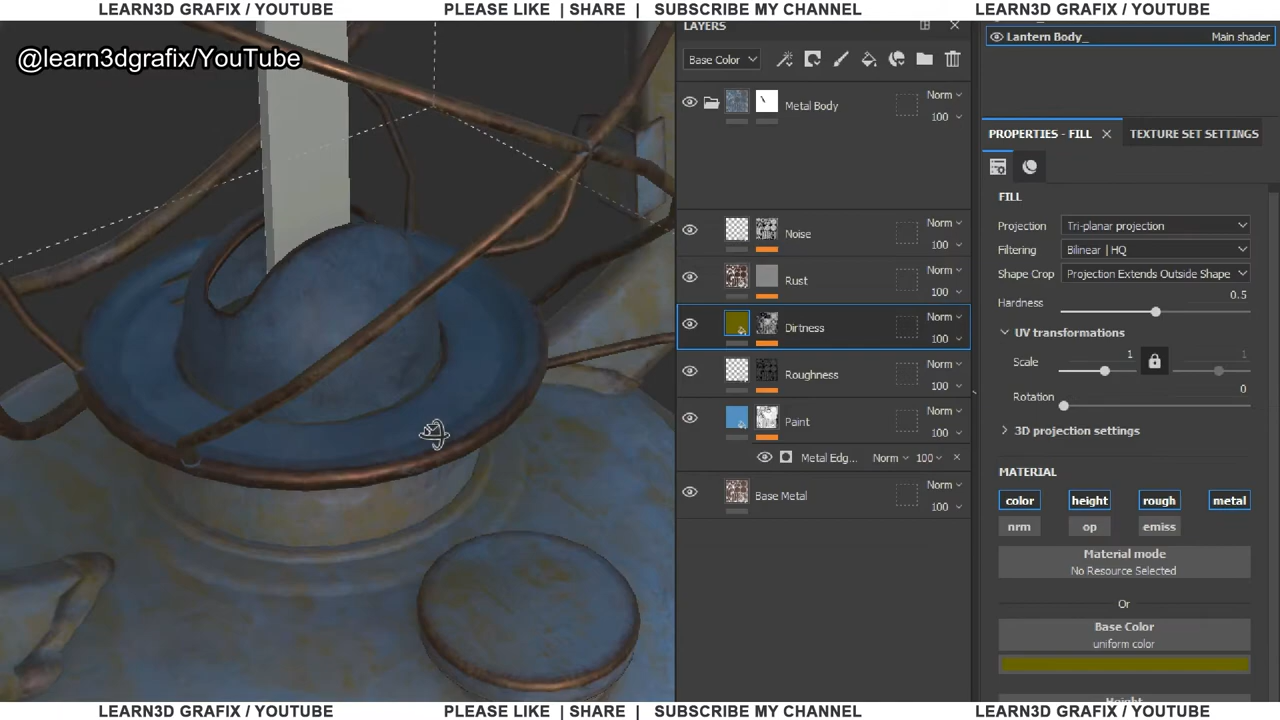 LEARN3D GRAFIX / YOUTUBE PLEASE LIKE | SHARE | SUBSCRIBE MY CHANNEL LEARN3D GRAFIX / YOUTUBE
@learn3dgrafix/YouTube
LAYERS
Base Color
Metal Body
Norm
100
Noise
Norm
100
Rust
Norm
100
Dirtness
Norm
100
Roughness
Norm
100
Paint
Norm
100
Metal Edg... Norm 100
Base Metal
Norm
100
Lantern Body_ Main shader
PROPERTIES - FILL TEXTURE SET SETTINGS
FILL
Projection Tri-planar projection
Filtering Bilinear | HQ
Shape Crop Projection Extends Outside Shape
Hardness 0.5
UV transformations
Scale 1 1
Rotation 0
3D projection settings
MATERIAL
color height rough metal
nrm op emiss
Material mode
No Resource Selected
Or
Base Color
uniform color
LEARN3D GRAFIX / YOUTUBE PLEASE LIKE | SHARE | SUBSCRIBE MY CHANNEL LEARN3D GRAFIX / YOUTUBE